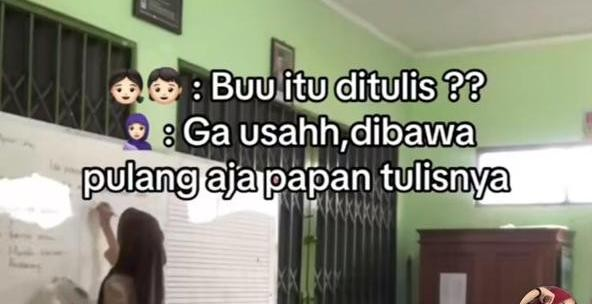 👧🏻👦🏻 : Buu itu ditulis ??
🧕🏻 : Ga usahh,dibawa
pulang aja papan tulisnya